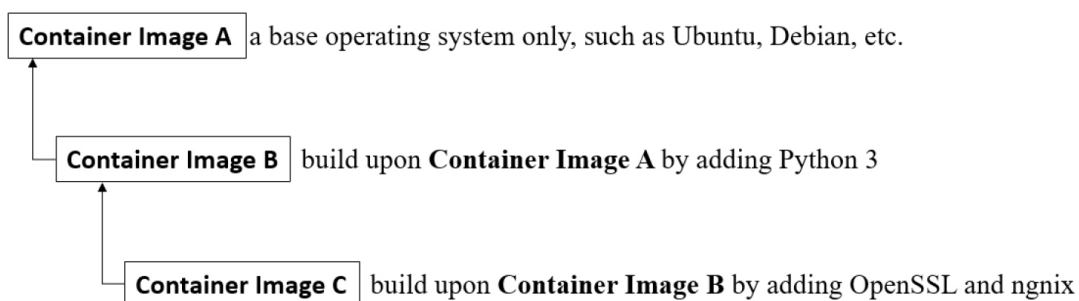 Container Image A a base operating system only, such as Ubuntu, Debian, etc.
Container Image B build upon Container Image A by adding Python 3
Container Image C build upon Container Image B by adding OpenSSL and ngnix